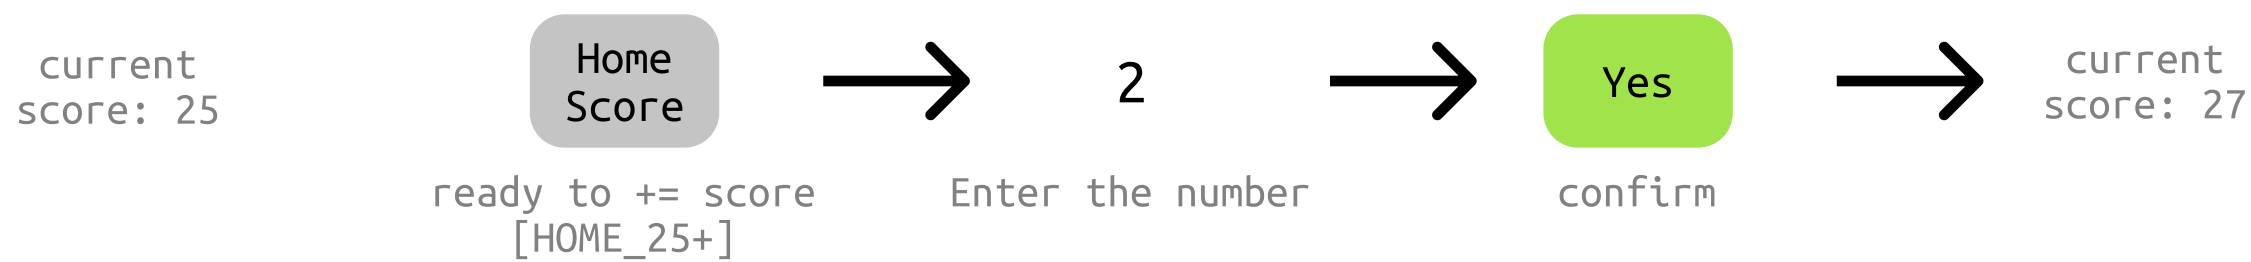 current
score: 25
Home
Score
ready to += score
[HOME_25+]
2
Enter the number
Yes
confirm
current
score: 27